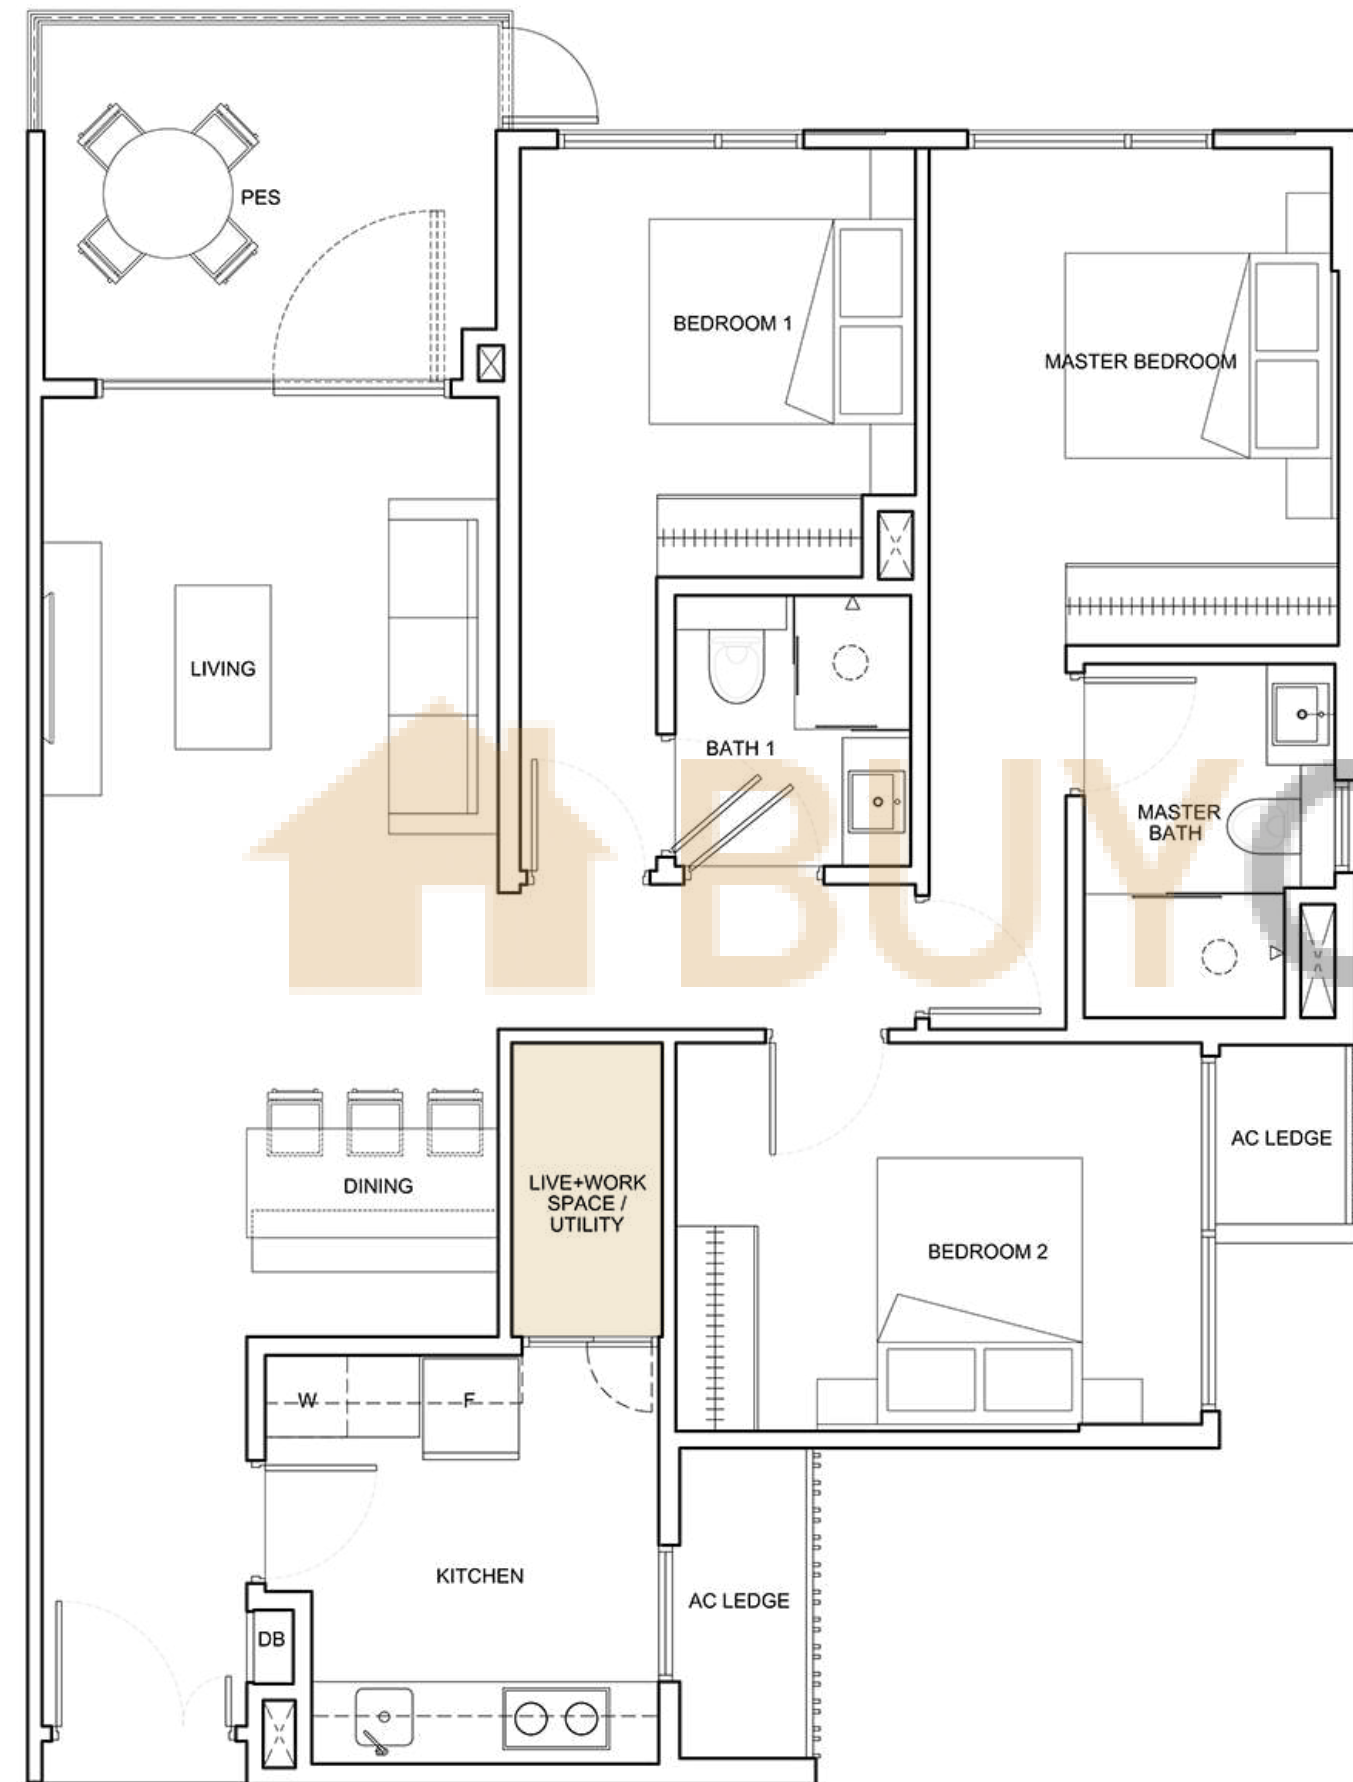 PES
BEDROOM 1
MASTER BEDROOM
LIVING
BATH 1
MASTER
BATH
BUYC
AC LEDGE
LIVE+WORK
SPACE /
UTILITY
DINING
BEDROOM 2
W
F
KITCHEN
AC LEDGE
DB